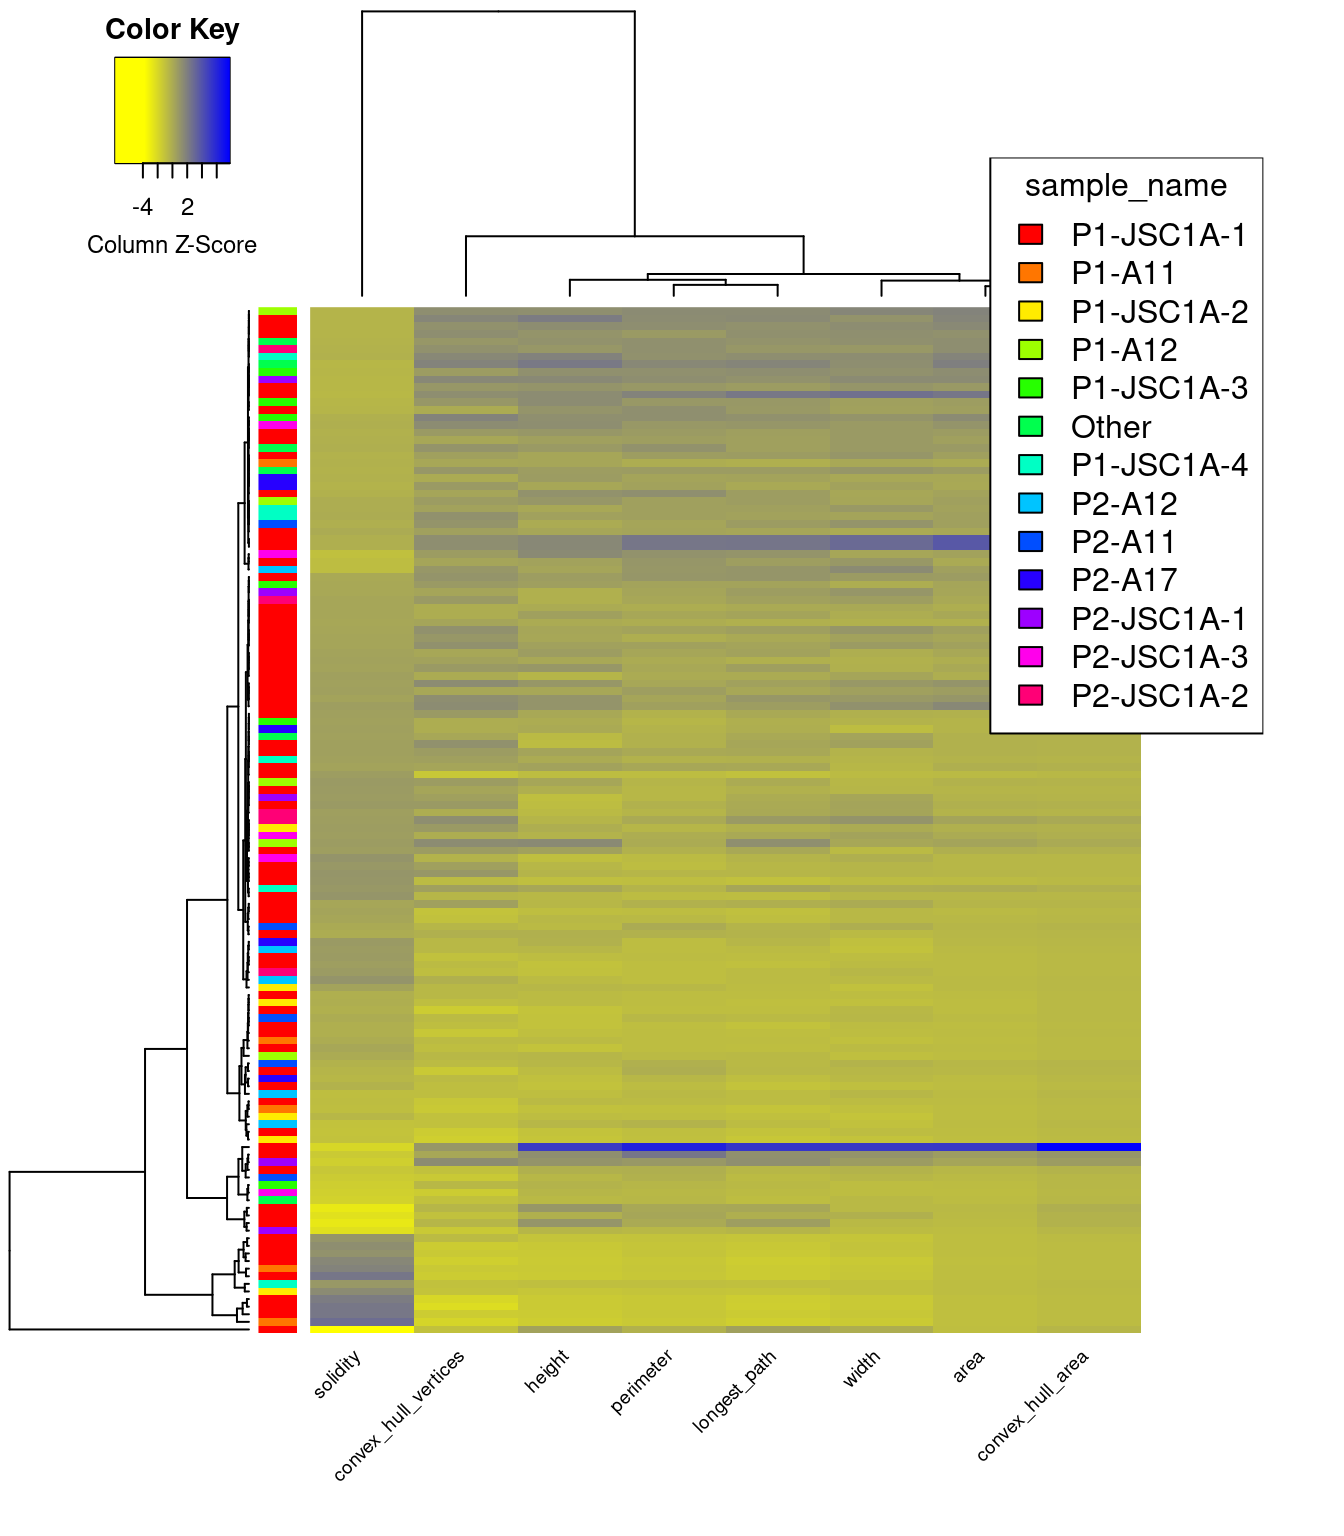 Color Key
-4 2
Column Z-Score
sample_name
P1-JSC1A-1
P1-A11
P1-JSC1A-2
P1-A12
P1-JSC1A-3
Other
P1-JSC1A-4
P2-A12
P2-A11
P2-A17
P2-JSC1A-1
P2-JSC1A-3
P2-JSC1A-2
solidity
convex_hull_vertices
height
perimeter
longest_path
width
area
convex_hull_area